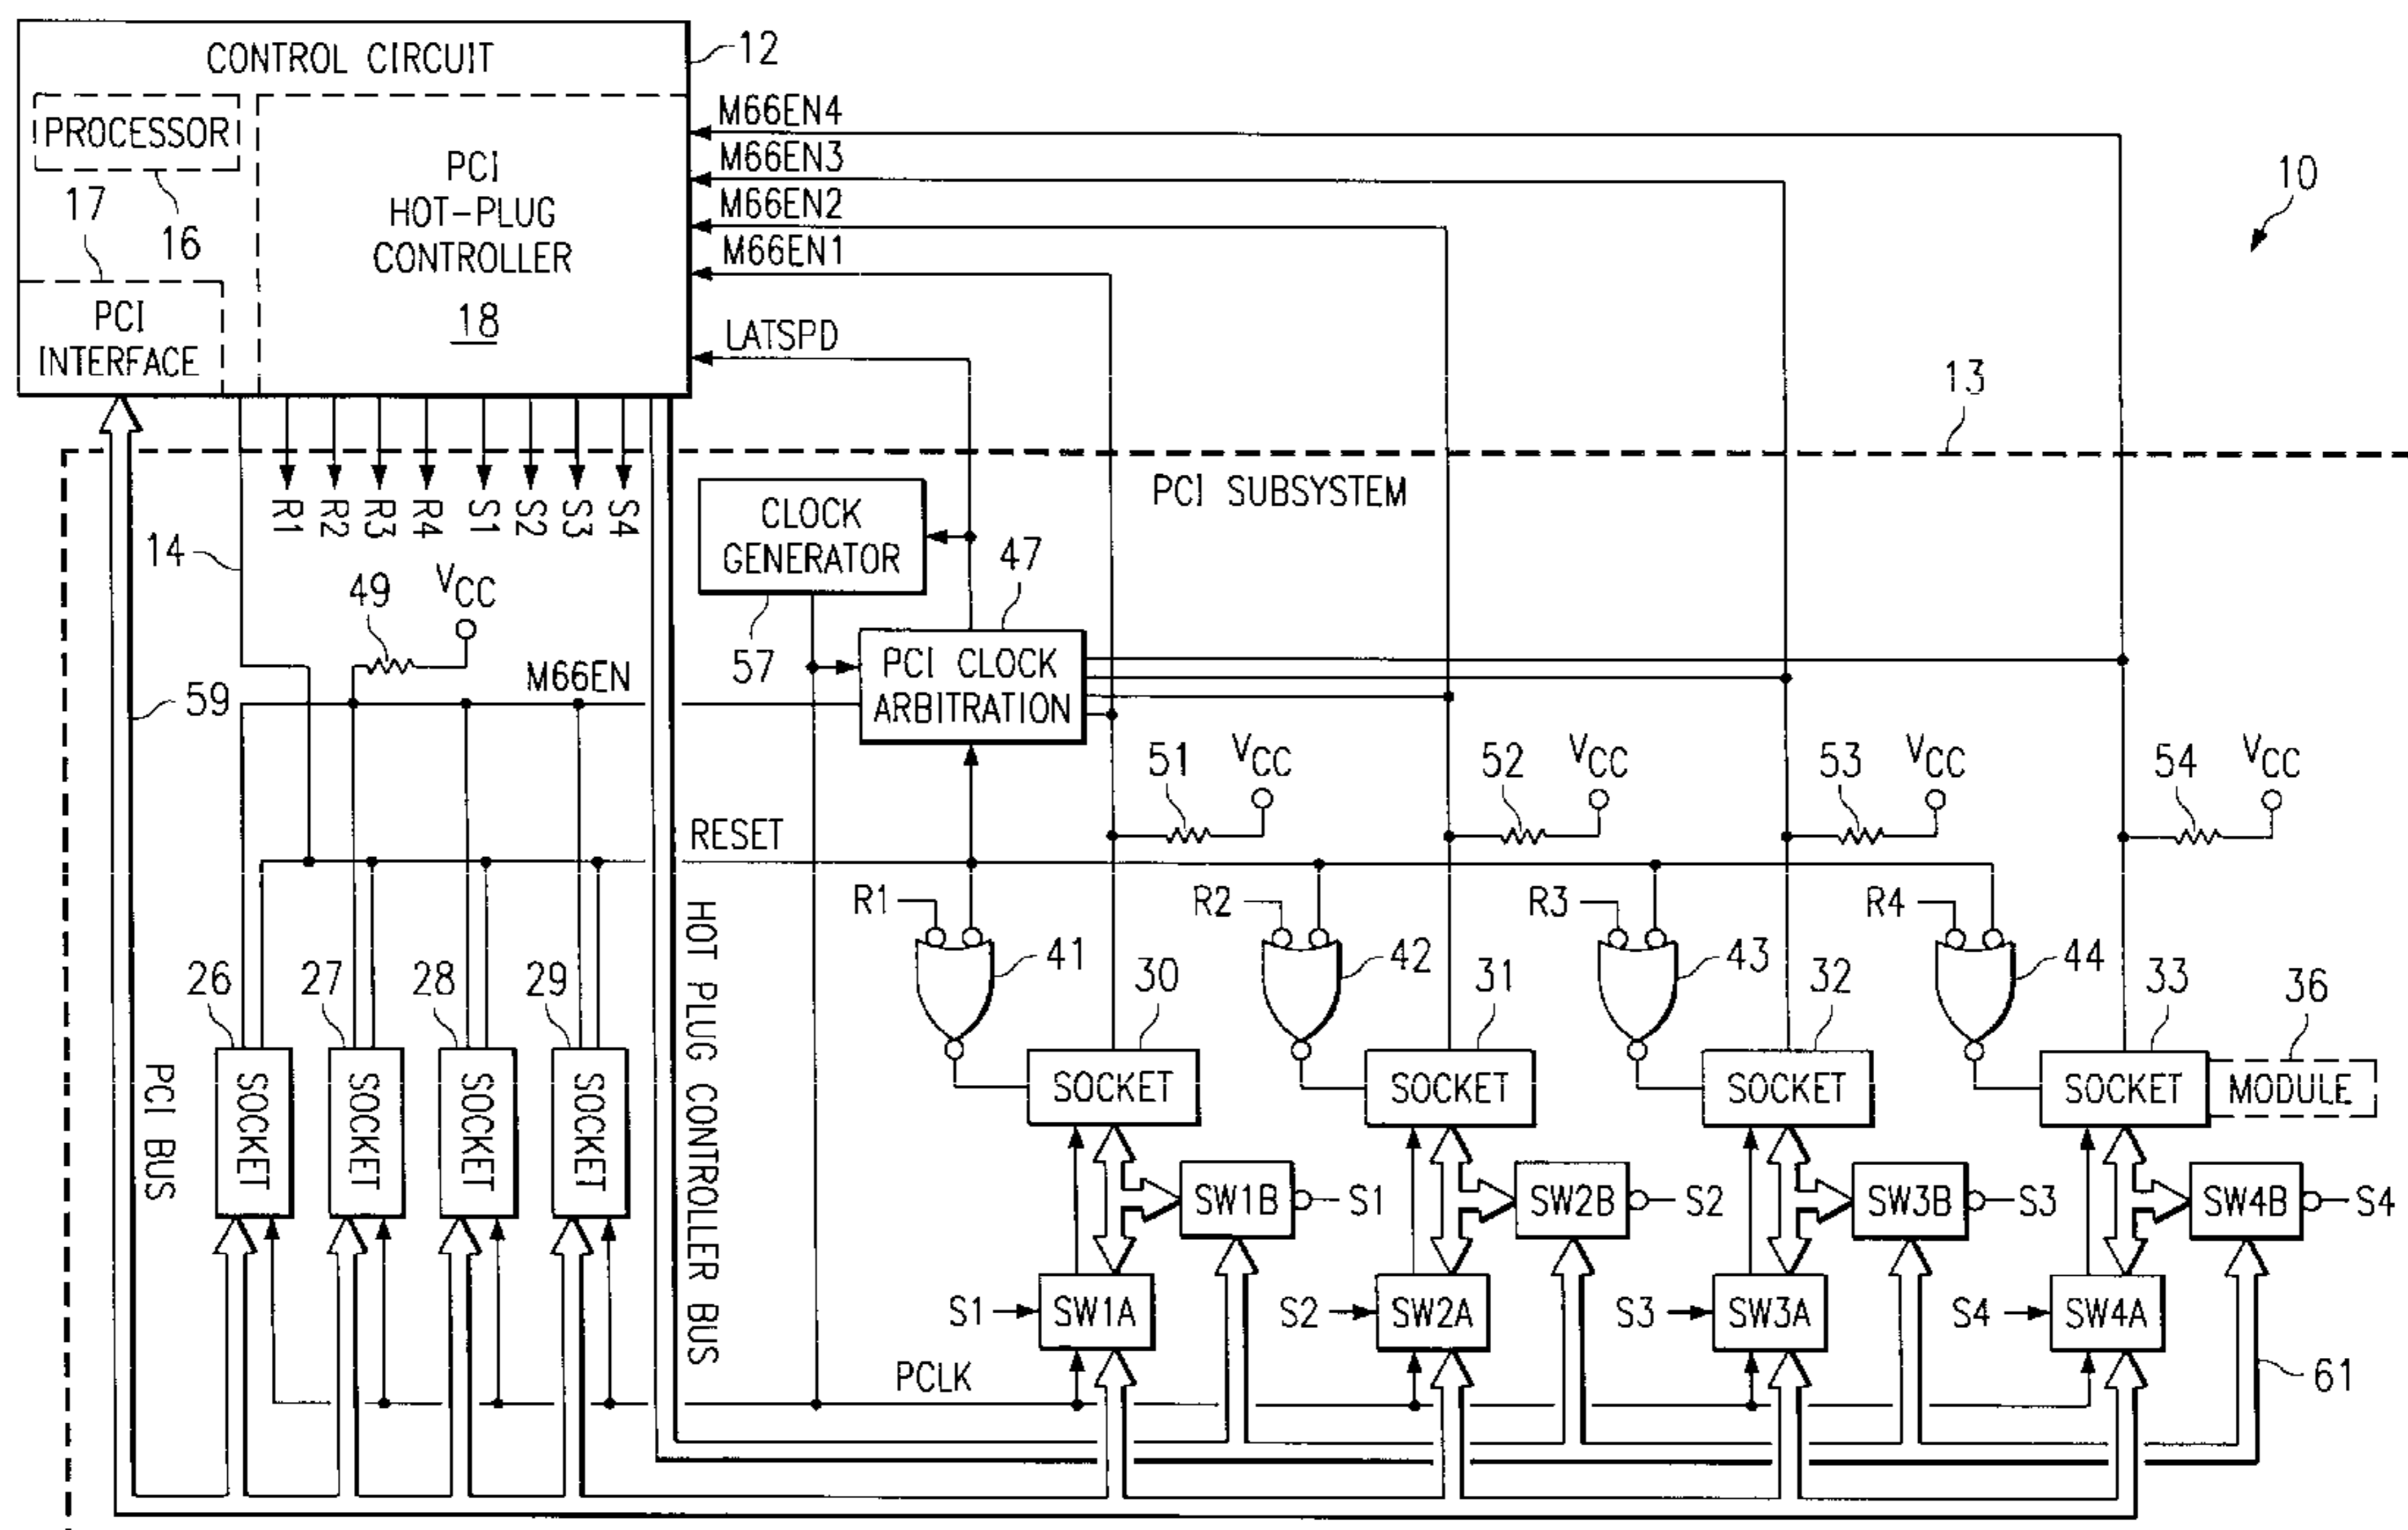 CONTROL CIRCUIT
12
PROCESSOR
16
17
PCI
INTERFACE
PCI
HOT-PLUG
CONTROLLER
18
M66EN4
M66EN3
M66EN2
M66EN1
LATSPD
10
13
PCI SUBSYSTEM
R1
R2
R3
R4
S1
S2
S3
S4
14
CLOCK
GENERATOR
57
47
PCI CLOCK
ARBITRATION
49
VCC
M66EN
59
51
VCC
52
VCC
53
VCC
54
VCC
RESET
R1
41
R2
42
R3
43
R4
44
26
27
28
29
30
31
32
33
36
SOCKET
SOCKET
SOCKET
SOCKET
SOCKET
SOCKET
SOCKET
SOCKET
MODULE
PCI BUS
HOT PLUG CONTROLLER BUS
SW1B
S1
SW2B
S2
SW3B
S3
SW4B
S4
S1
SW1A
S2
SW2A
S3
SW3A
S4
SW4A
PCLK
61